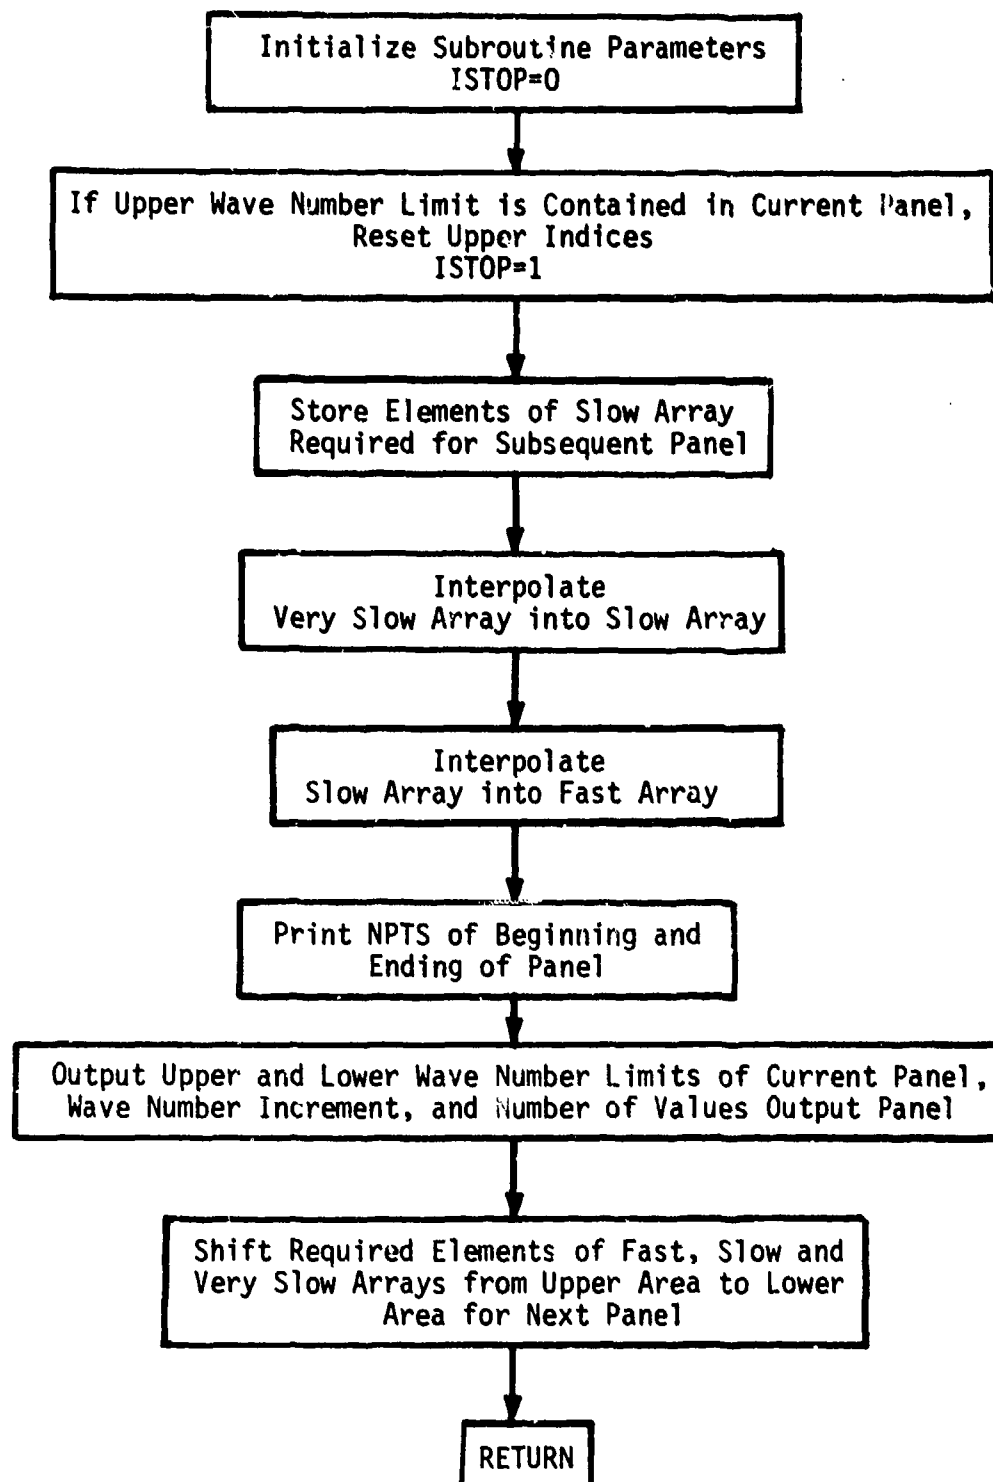 Initialize Subroutine Parameters
ISTOP=0
If Upper Wave Number Limit is Contained in Current Panel,
Reset Upper Indices
ISTOP=1
Store Elements of Slow Array
Required for Subsequent Panel
Interpolate
Very Slow Array into Slow Array
Interpolate
Slow Array into Fast Array
Print NPTS of Beginning and
Ending of Panel
Output Upper and Lower Wave Number Limits of Current Panel,
Wave Number Increment, and Number of Values Output Panel
Shift Required Elements of Fast, Slow and
Very Slow Arrays from Upper Area to Lower
Area for Next Panel
RETURN